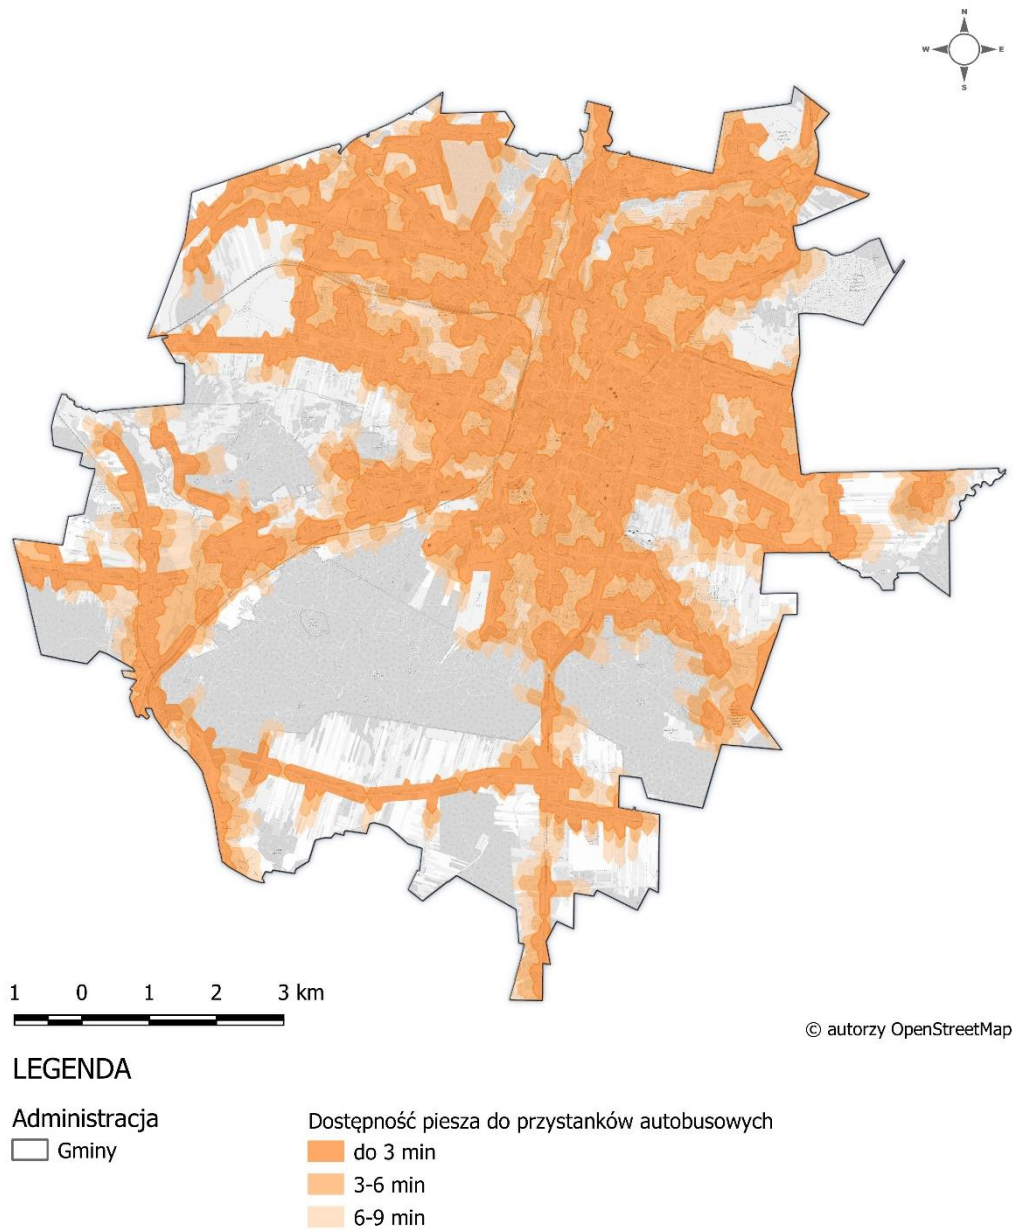 N
W E
S
1 0 1 2 3 km
© autorzy OpenStreetMap
LEGENDA
Administracja
Gminy
Dostępność piesza do przystanków autobusowych
do 3 min
3-6 min
6-9 min